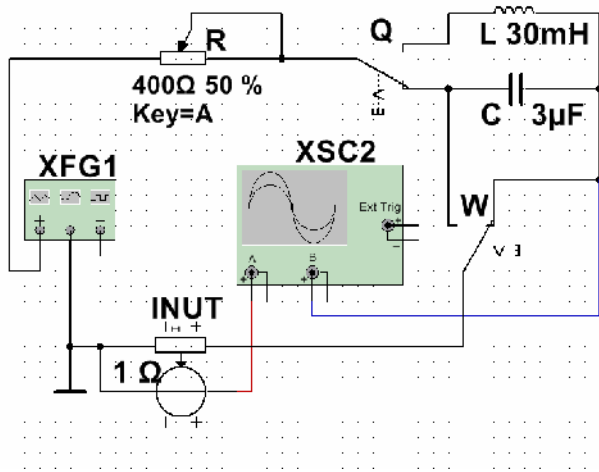 R
Q
L 30mH
400Ω 50 %
Key=A
C 3µF
XFG1
XSC2
Ext Trig
W
A
B
INUT
1 Ω